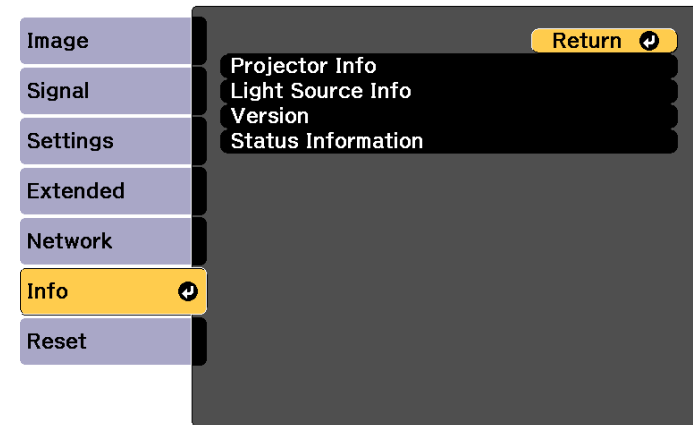 Image
Signal
Settings
Extended
Network
Info
Reset
Return
Projector Info
Light Source Info
Version
Status Information